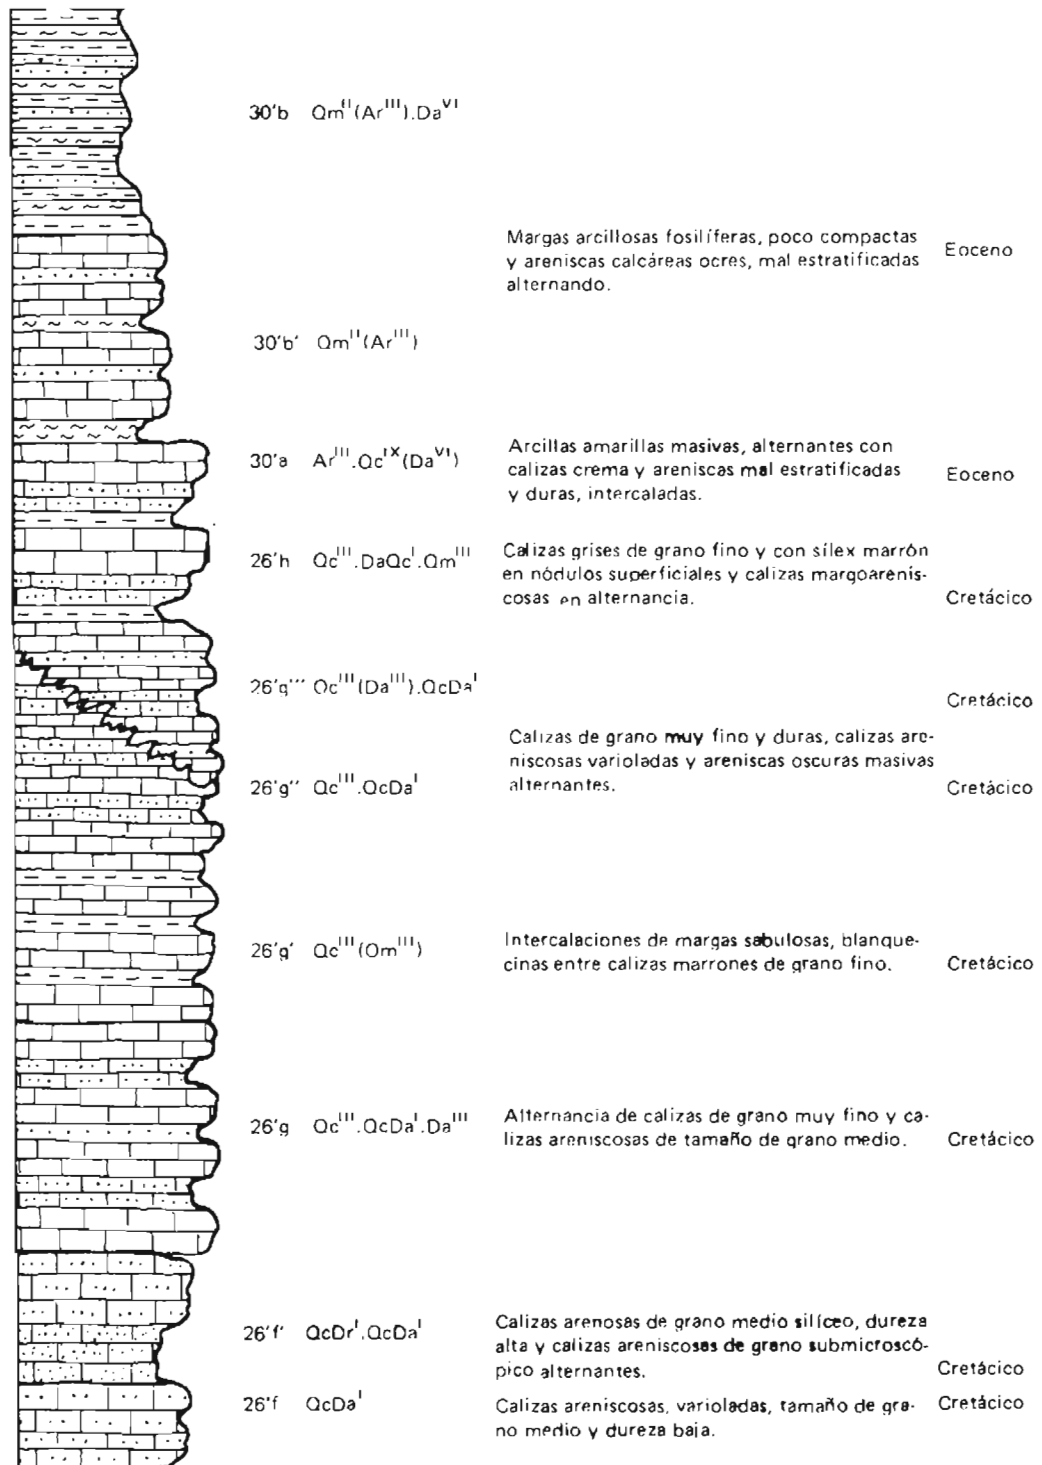 30'b Qm^II(Ar^III).Da^VI
Margas arcillosas fosilíferas, poco compactas
y areniscas calcáreas ocres, mal estratificadas
alternando.
Eoceno
30'b' Qm^II(Ar^III)
30'a Ar^III.Qc^IX(Da^VI)
Arcillas amarillas masivas, alternantes con
calizas crema y areniscas mal estratificadas
y duras, intercaladas.
Eoceno
26'h Qc^III.DaQc^I.Qm^III
Calizas grises de grano fino y con sílex marrón
en nódulos superficiales y calizas margoarenis-
cosas en alternancia.
Cretácico
26'g''' Qc^III(Da^III).QcDa^I
Cretácico
Calizas de grano muy fino y duras, calizas are-
niscosas varioladas y areniscas oscuras masivas
alternantes.
26'g'' Qc^III.QcDa^I
Cretácico
26'g' Qc^III(Qm^III)
Intercalaciones de margas sabulosas, blanque-
cinas entre calizas marrones de grano fino.
Cretácico
26'g Qc^III.QcDa^I.Da^III
Alternancia de calizas de grano muy fino y ca-
lizas areniscosas de tamaño de grano medio.
Cretácico
26'f' QcDr^I.QcDa^I
Calizas arenosas de grano medio silíceo, dureza
alta y calizas areniscosas de grano submicroscó-
pico alternantes.
Cretácico
26'f QcDa^I
Calizas areniscosas, varioladas, tamaño de gra-
no medio y dureza baja.
Cretácico